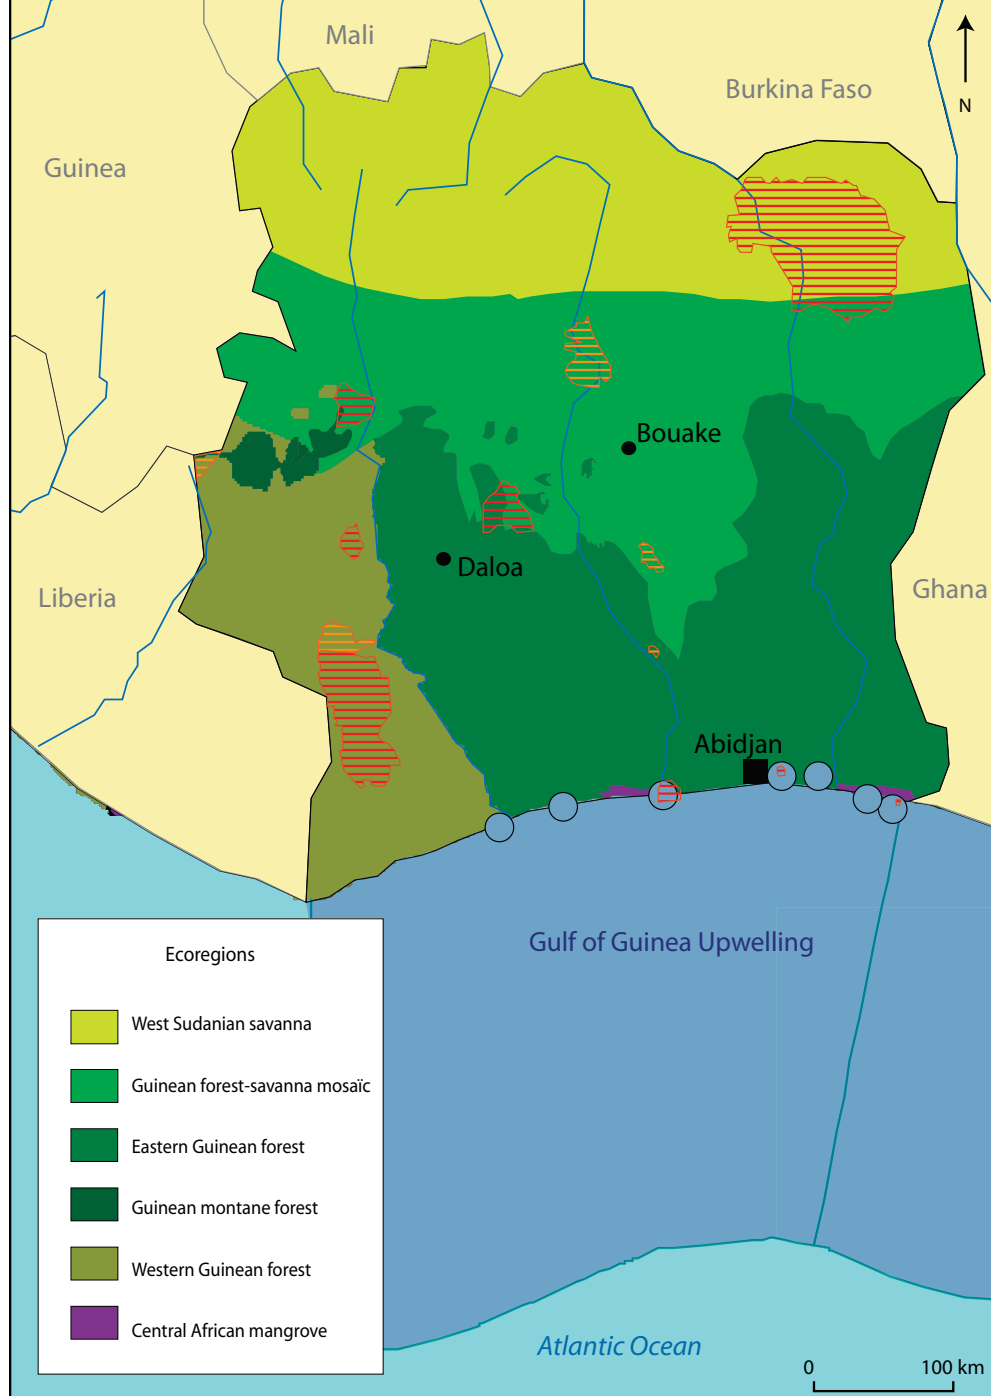 Mali
Burkina Faso
N
Guinea
Bouake
Daloa
Liberia
Ghana
Abidjan
Gulf of Guinea Upwelling
Ecoregions
West Sudanian savanna
Guinean forest-savanna mosaïc
Eastern Guinean forest
Guinean montane forest
Western Guinean forest
Central African mangrove
Atlantic Ocean
0 100 km